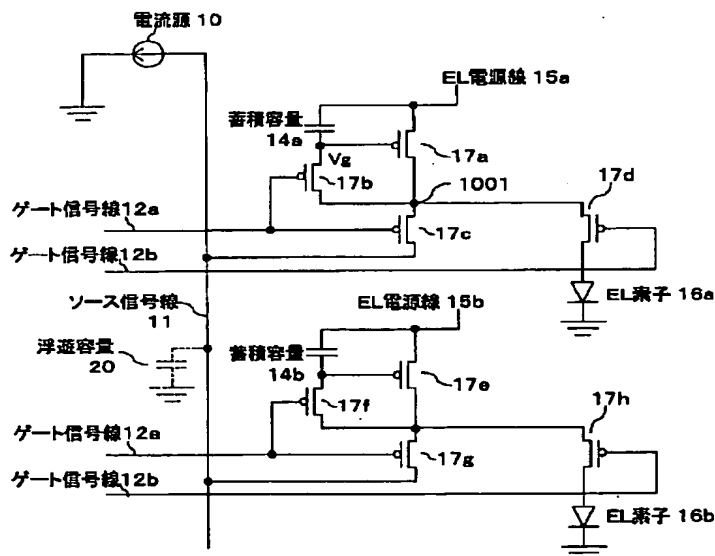 電流源 10
EL電源線 15a
蓄積容量
14a
17a
Vg
17b
1001
17d
ゲート信号線12a
17c
ゲート信号線12b
EL素子 16a
ソース信号線
11
EL電源線 15b
浮遊容量
20
蓄積容量
14b
17e
17f
17h
ゲート信号線12a
17g
ゲート信号線12b
EL素子 16b